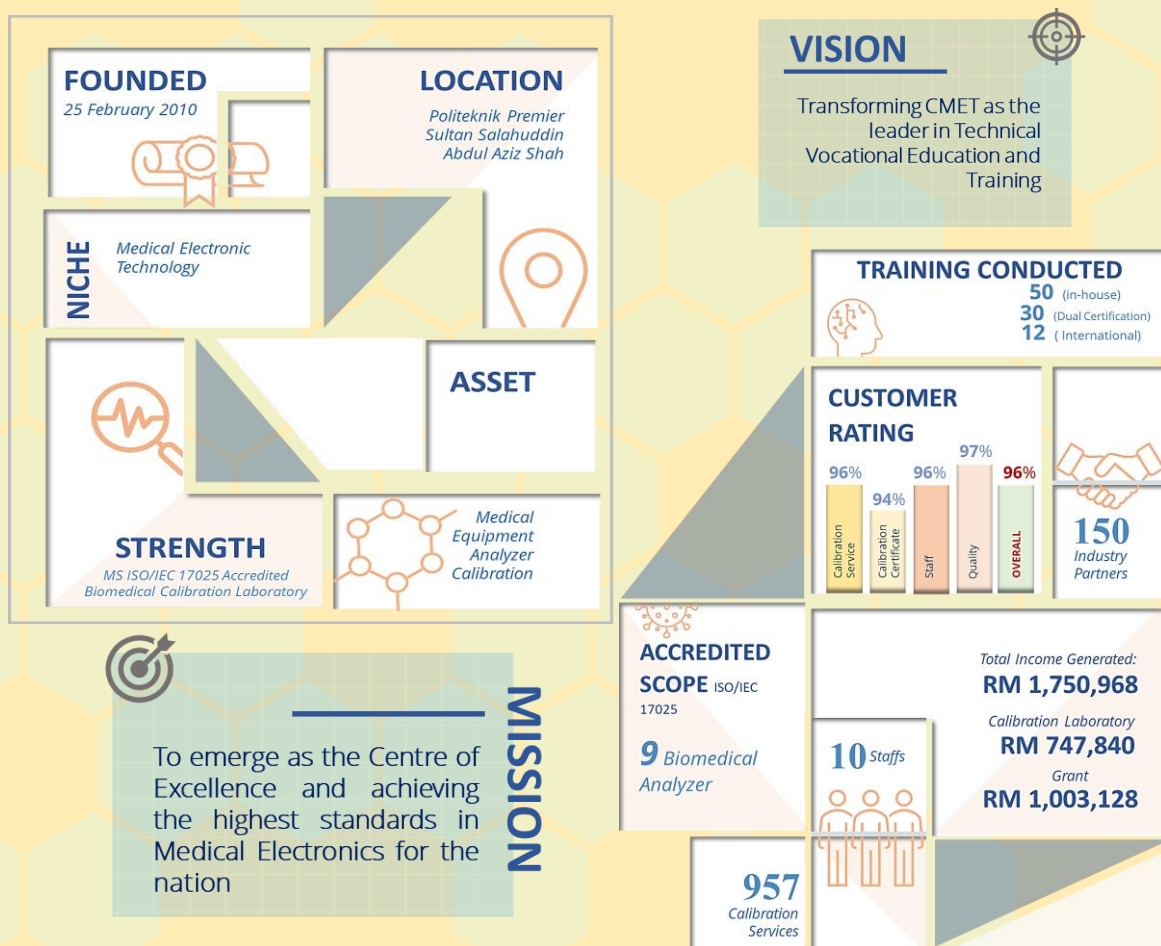 FOUNDED
25 February 2010
LOCATION
Politeknik Premier
Sultan Salahuddin
Abdul Aziz Shah
NICHE
Medical Electronic
Technology
ASSET
STRENGTH
MS ISO/IEC 17025 Accredited
Biomedical Calibration Laboratory
Medical
Equipment
Analyzer
Calibration
MISSION
To emerge as the Centre of
Excellence and achieving
the highest standards in
Medical Electronics for the
nation
VISION
Transforming CMET as the
leader in Technical
Vocational Education and
Training
TRAINING CONDUCTED
50 (in-house)
30 (Dual Certification)
12 ( International)
CUSTOMER
RATING
96%
94%
96%
97%
96%
Calibration
Service
Calibration
Certificate
Staff
Quality
OVERALL
150
Industry
Partners
ACCREDITED
SCOPE ISO/IEC
17025
9 Biomedical
Analyzer
10 Staffs
Total Income Generated:
RM 1,750,968
Calibration Laboratory
RM 747,840
Grant
RM 1,003,128
957
Calibration
Services